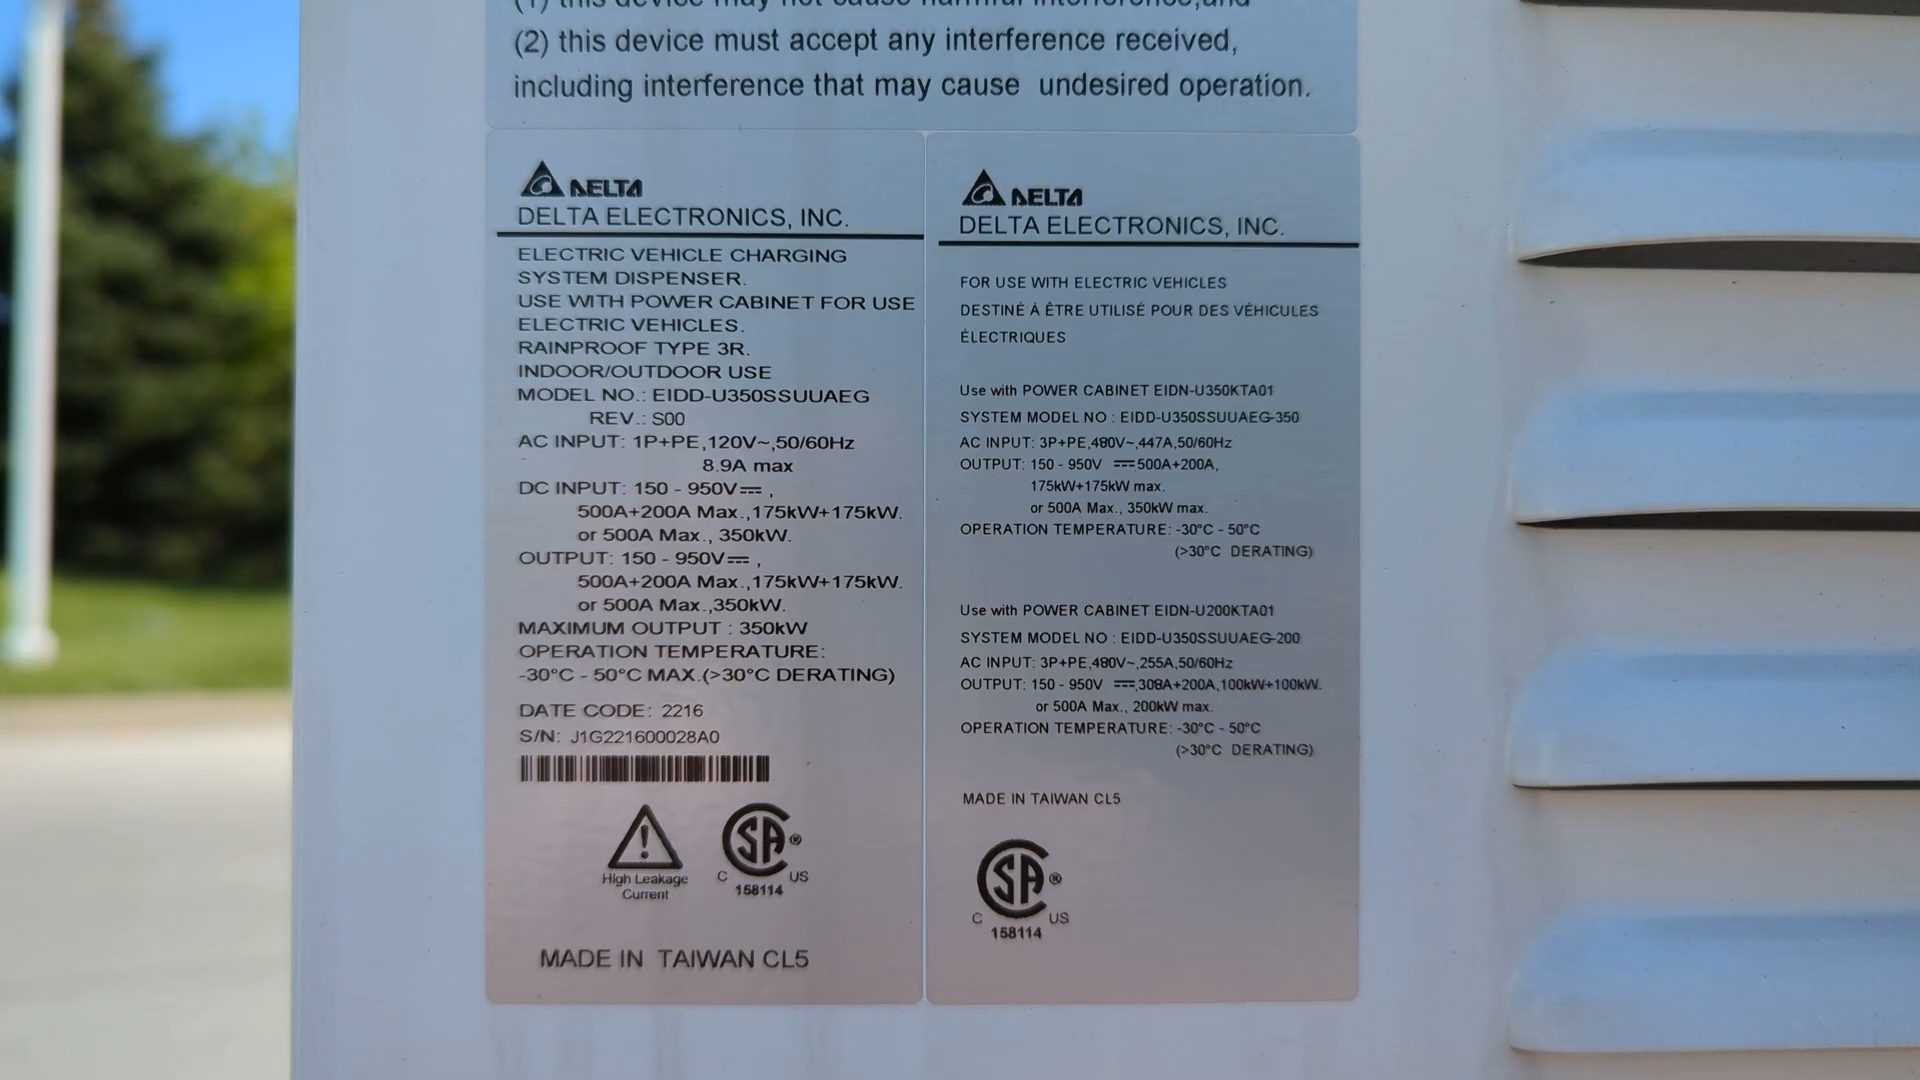 (1) this device may not cause harmful interference,and
(2) this device must accept any interference received,
including interference that may cause undesired operation.
DELTA
DELTA ELECTRONICS, INC.
ELECTRIC VEHICLE CHARGING
SYSTEM DISPENSER.
USE WITH POWER CABINET FOR USE
ELECTRIC VEHICLES.
RAINPROOF TYPE 3R.
INDOOR/OUTDOOR USE
MODEL NO.: EIDD-U350SSUUAEG
REV.: S00
AC INPUT: 1P+PE,120V~,50/60Hz
8.9A max
DC INPUT: 150 - 950V⎓ ,
500A+200A Max.,175kW+175kW.
or 500A Max., 350kW.
OUTPUT: 150 - 950V⎓ ,
500A+200A Max.,175kW+175kW.
or 500A Max.,350kW.
MAXIMUM OUTPUT : 350kW
OPERATION TEMPERATURE:
-30°C - 50°C MAX.(>30°C DERATING)
DATE CODE: 2216
S/N: J1G221600028A0
High Leakage
Current
CSA®
C US
158114
MADE IN TAIWAN CL5
DELTA
DELTA ELECTRONICS, INC.
FOR USE WITH ELECTRIC VEHICLES
DESTINÉ À ÊTRE UTILISÉ POUR DES VÉHICULES
ÉLECTRIQUES
Use with POWER CABINET EIDN-U350KTA01
SYSTEM MODEL NO : EIDD-U350SSUUAEG-350
AC INPUT: 3P+PE,480V~,447A,50/60Hz
OUTPUT: 150 - 950V ⎓500A+200A,
175kW+175kW max.
or 500A Max., 350kW max.
OPERATION TEMPERATURE: -30°C - 50°C
(>30°C DERATING)
Use with POWER CABINET EIDN-U200KTA01
SYSTEM MODEL NO : EIDD-U350SSUUAEG-200
AC INPUT: 3P+PE,480V~,255A,50/60Hz
OUTPUT: 150 - 950V ⎓,308A+200A,100kW+100kW.
or 500A Max., 200kW max.
OPERATION TEMPERATURE: -30°C - 50°C
(>30°C DERATING)
MADE IN TAIWAN CL5
CSA®
C US
158114